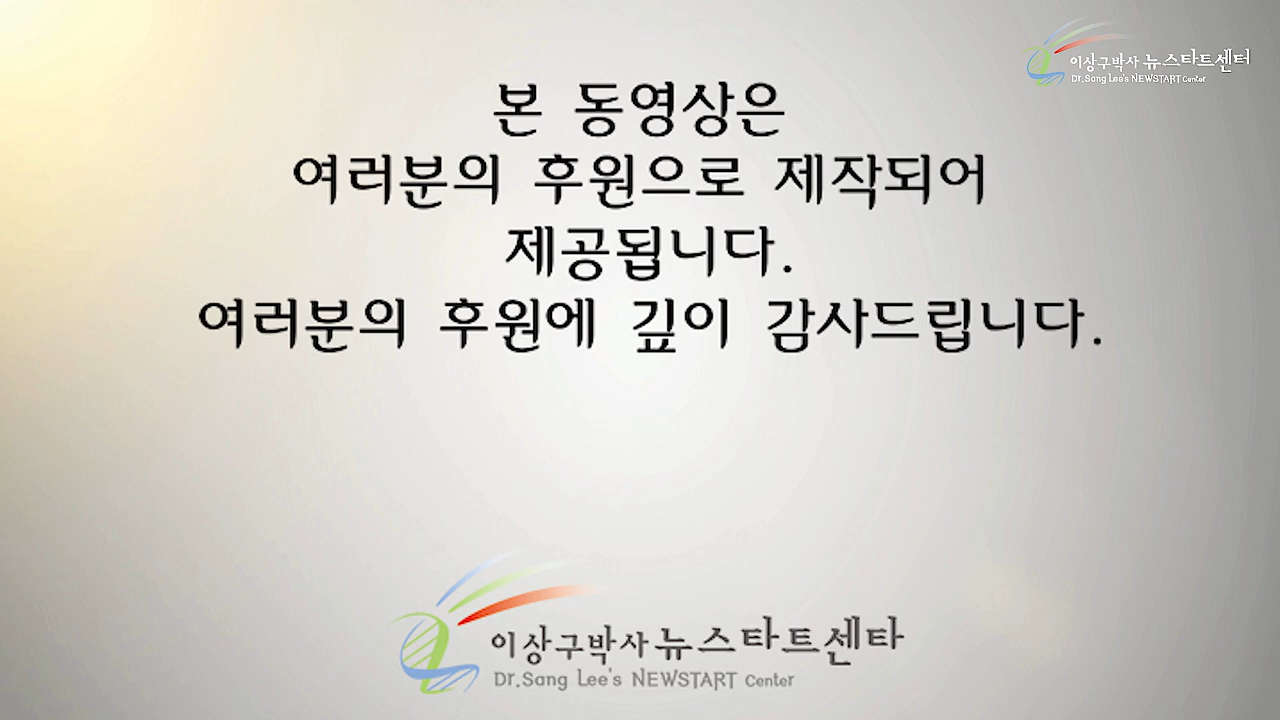 이상구박사 뉴스타트센터
Dr.Sang Lee's NEWSTART Center
본 동영상은
여러분의 후원으로 제작되어
제공됩니다.
여러분의 후원에 깊이 감사드립니다.
이상구박사 뉴스타트센타
Dr.Sang Lee's NEWSTART Center